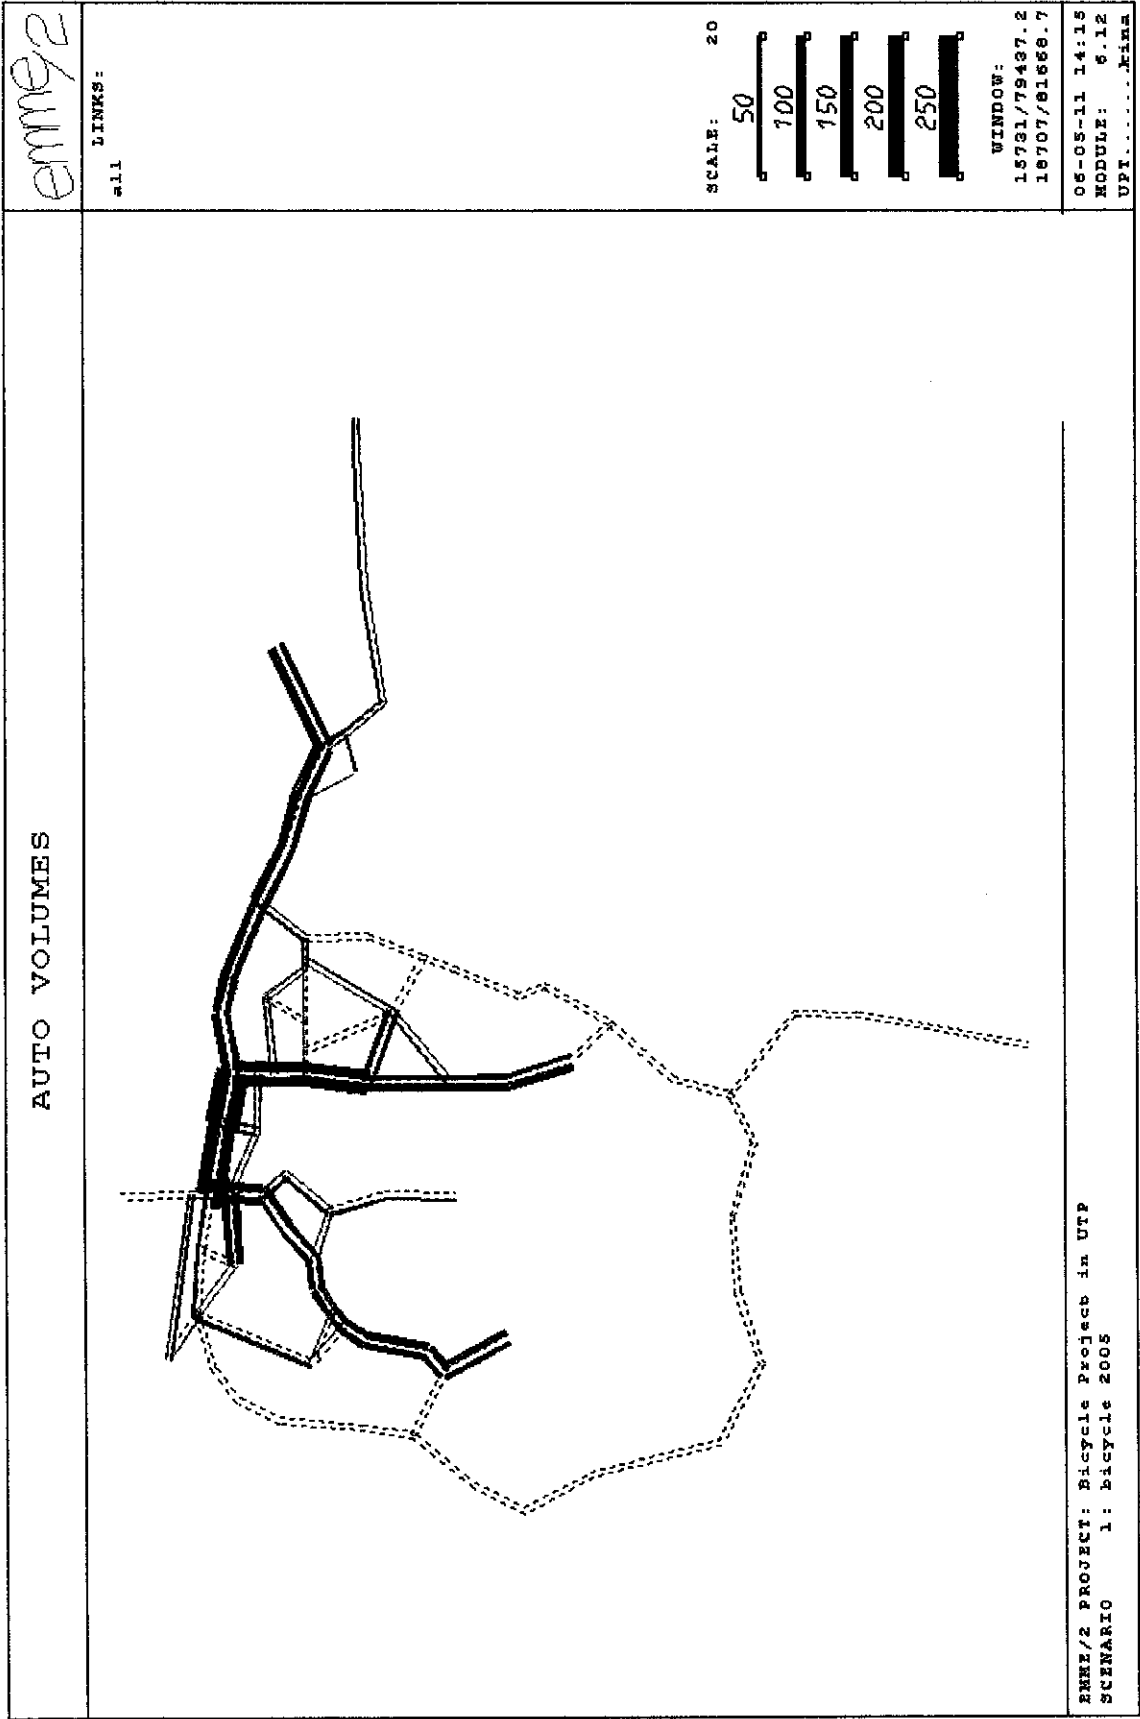 AUTO VOLUMES
emme/2
LINKS:
all
SCALE: 20
50
100
150
200
250
WINDOW:
15731/79437.2
18707/81668.7
EMME/2 PROJECT: Bicycle Project in UTP
SCENARIO 1: bicycle 2005
06-05-11 14:15
MODULE: 6.12